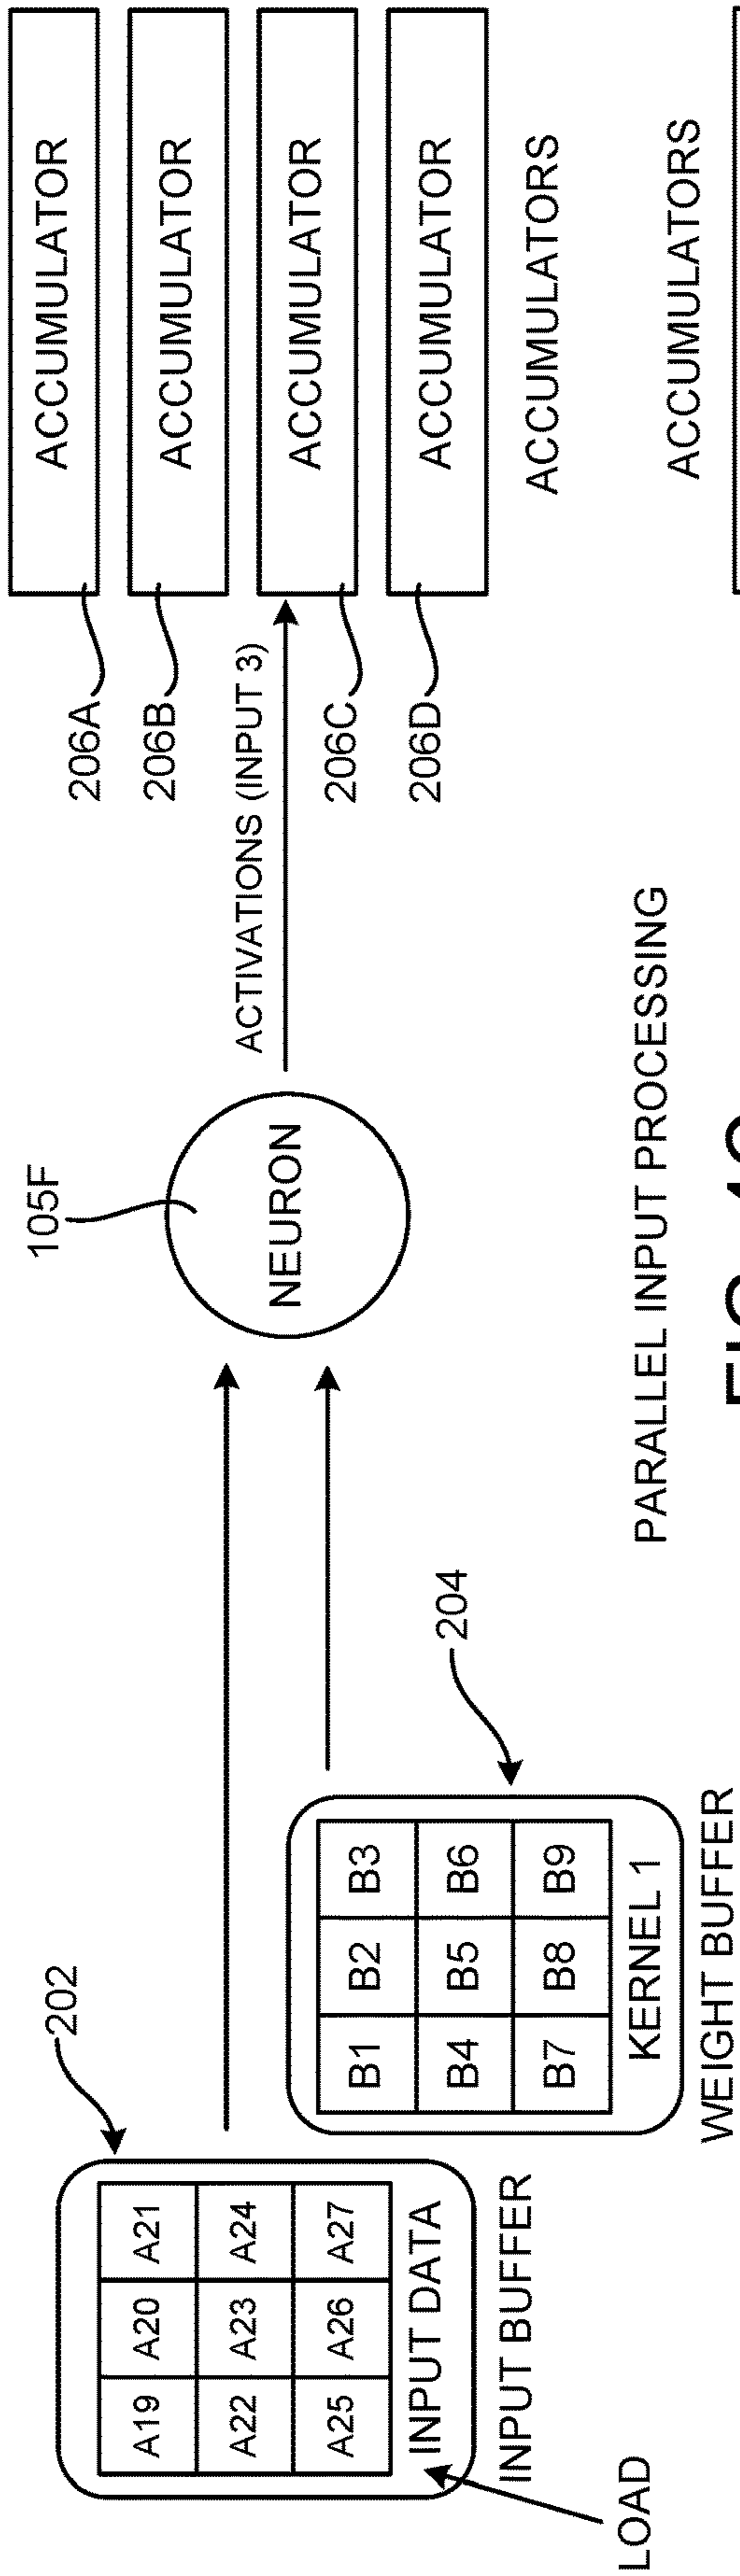 LOAD
202
A19 A20 A21
A22 A23 A24
A25 A26 A27
INPUT DATA
INPUT BUFFER
204
B1 B2 B3
B4 B5 B6
B7 B8 B9
KERNEL 1
WEIGHT BUFFER
105F
NEURON
ACTIVATIONS (INPUT 3)
206A
ACCUMULATOR
206B
ACCUMULATOR
206C
ACCUMULATOR
206D
ACCUMULATOR
ACCUMULATORS
PARALLEL INPUT PROCESSING
ACCUMULATORS